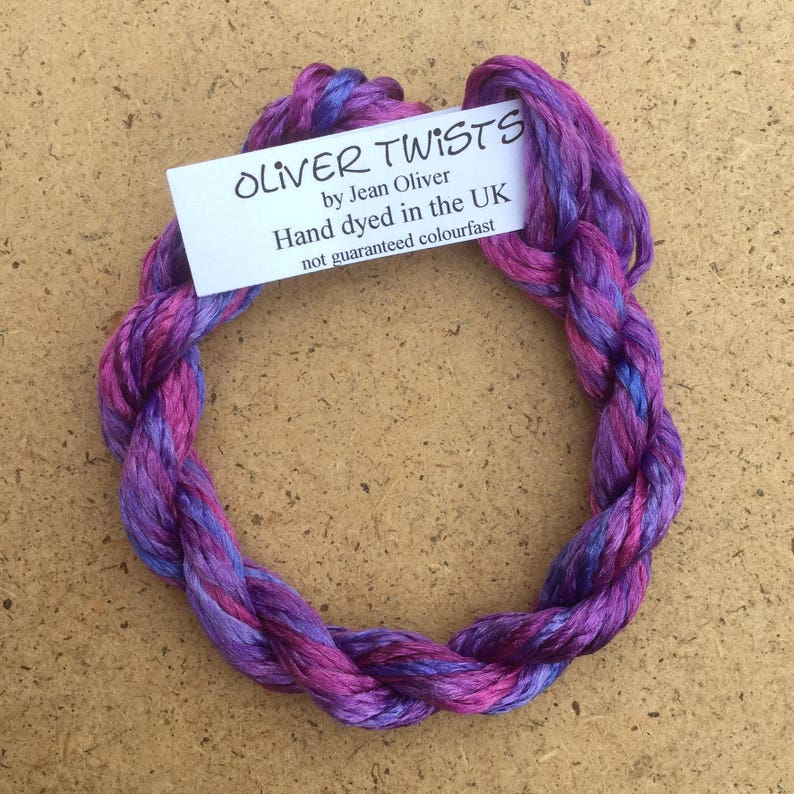 OLiVER TWiSTS
by Jean Oliver
Hand dyed in the UK
not guaranteed colourfast